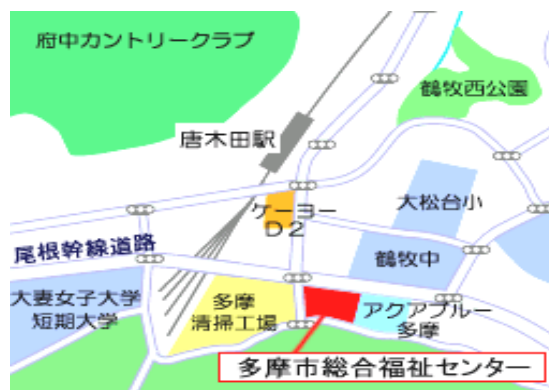 府中カントリークラブ
鶴牧西公園
唐木田駅
大松台小
ケーヨー
D2
尾根幹線道路
鶴牧中
大妻女子大学
短期大学
多摩
清掃工場
アクアブルー
多摩
多摩市総合福祉センター